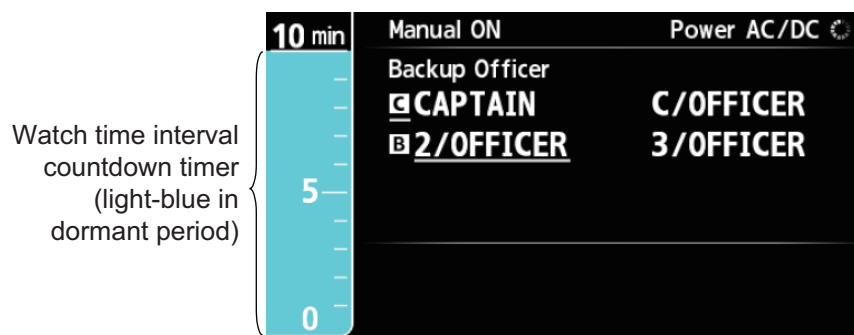 Watch time interval
countdown timer
(light-blue in
dormant period)
10 min
5
0
Manual ON Power AC/DC
Backup Officer
C CAPTAIN C/OFFICER
B 2/OFFICER 3/OFFICER